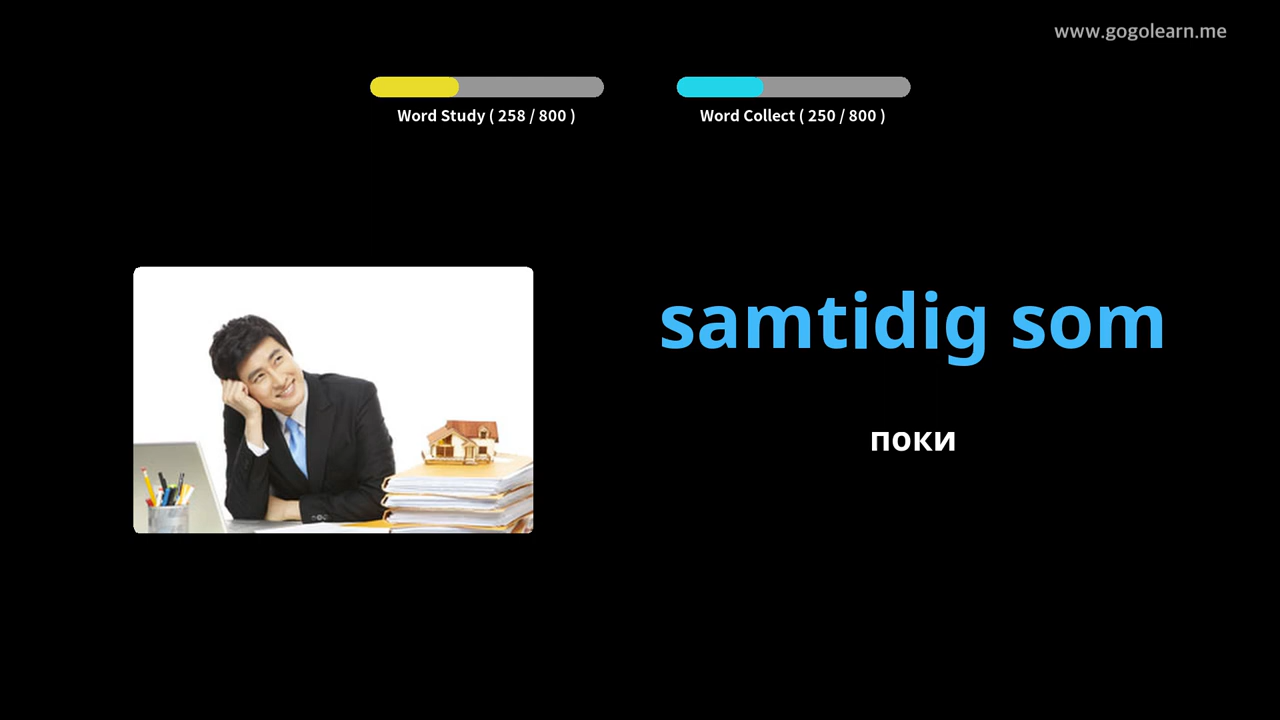 www.gogolearn.me
Word Study ( 258 / 800 )
Word Collect ( 250 / 800 )
samtidig som
поки